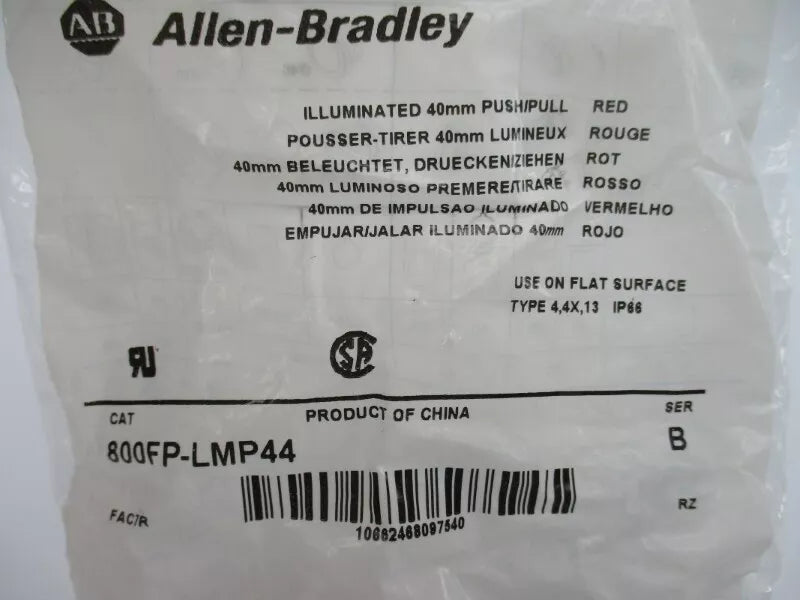 AB Allen-Bradley
ILLUMINATED 40mm PUSH/PULL RED
POUSSER-TIRER 40mm LUMINEUX ROUGE
40mm BELEUCHTET, DRUECKEN/ZIEHEN ROT
40mm LUMINOSO PREMERE/TIRARE ROSSO
40mm DE IMPULSAO ILUMINADO VERMELHO
EMPUJAR/JALAR ILUMINADO 40mm ROJO
USE ON FLAT SURFACE
TYPE 4,4X,13 IP66
RU
SA
CAT PRODUCT OF CHINA SER
800FP-LMP44 B
FAC/R RZ
10662468097540